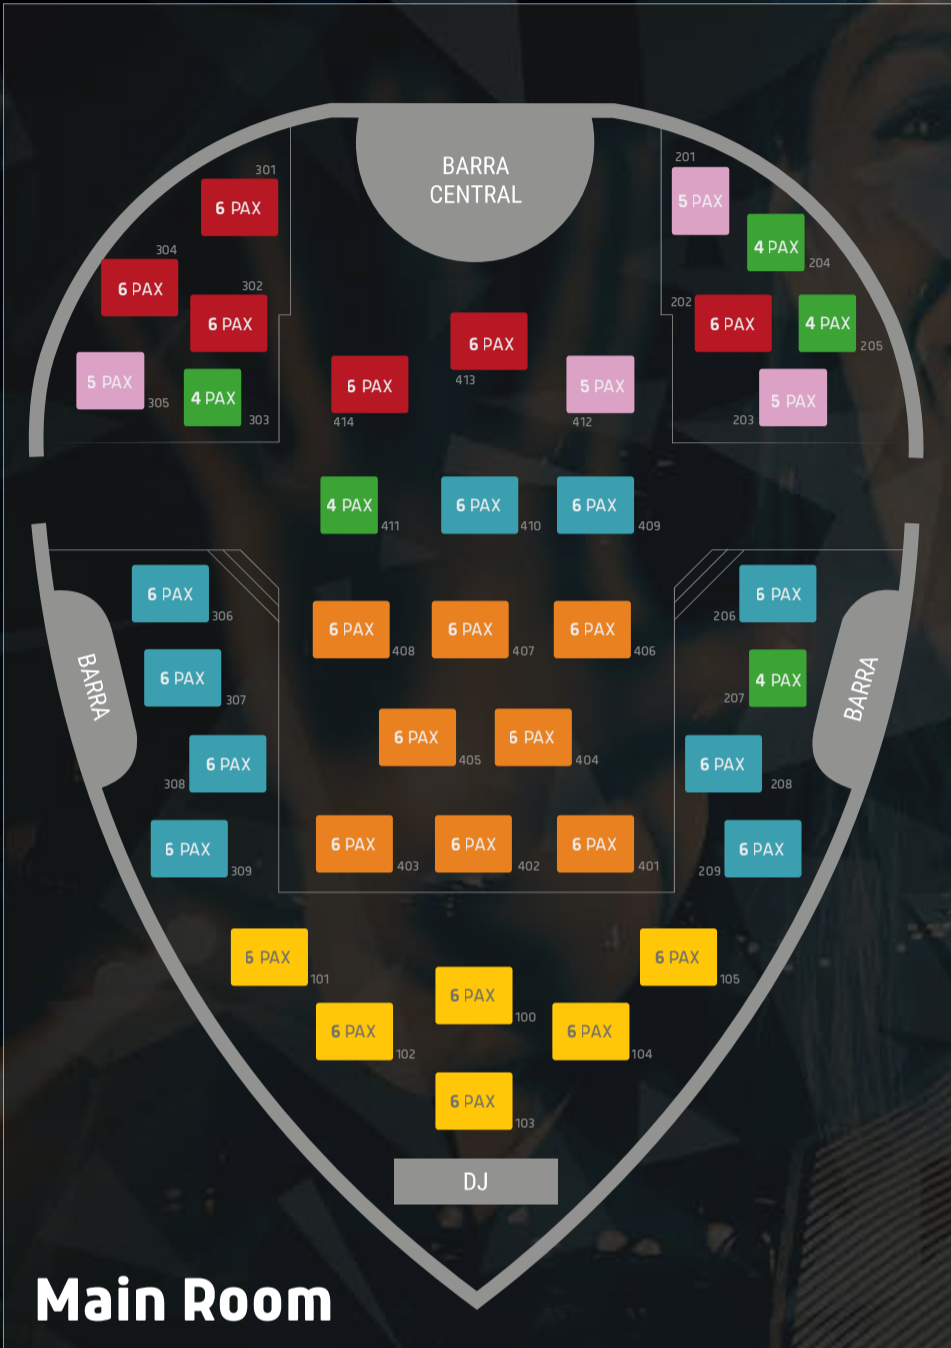 BARRA
CENTRAL
301
6 PAX
201
5 PAX
4 PAX
204
304
6 PAX
302
6 PAX
6 PAX
413
202
6 PAX
4 PAX
205
5 PAX
305
4 PAX
303
6 PAX
414
5 PAX
412
203
5 PAX
4 PAX
411
6 PAX
410
6 PAX
409
6 PAX
306
6 PAX
408
6 PAX
407
6 PAX
406
206
6 PAX
BARRA
6 PAX
307
207
4 PAX
BARRA
308
6 PAX
6 PAX
405
6 PAX
404
6 PAX
208
6 PAX
309
6 PAX
403
6 PAX
402
6 PAX
401
209
6 PAX
6 PAX
101
6 PAX
105
6 PAX
100
6 PAX
102
6 PAX
104
6 PAX
103
DJ
Main Room